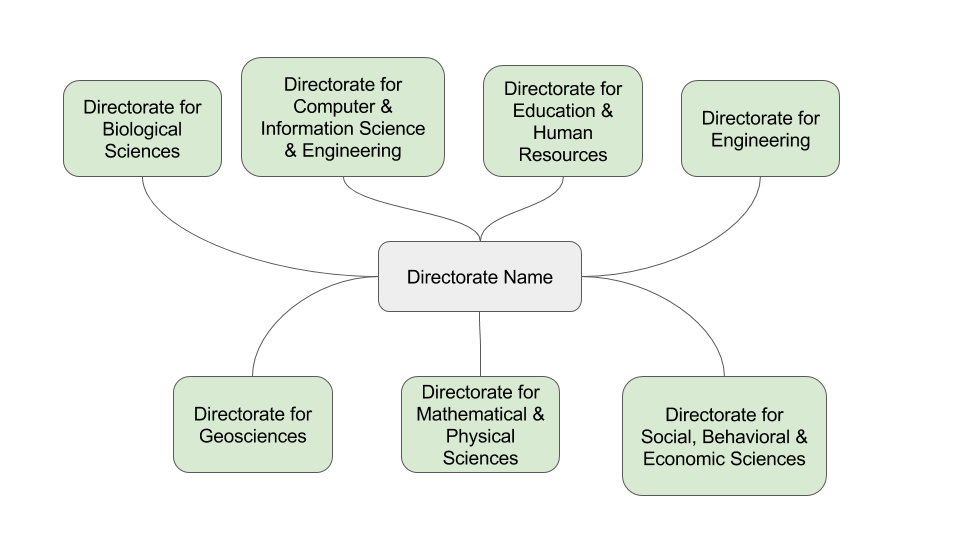 Directorate for
Biological
Sciences
Directorate for
Computer &
Information Science
& Engineering
Directorate for
Education &
Human
Resources
Directorate for
Engineering
Directorate Name
Directorate for
Geosciences
Directorate for
Mathematical &
Physical
Sciences
Directorate for
Social, Behavioral &
Economic Sciences